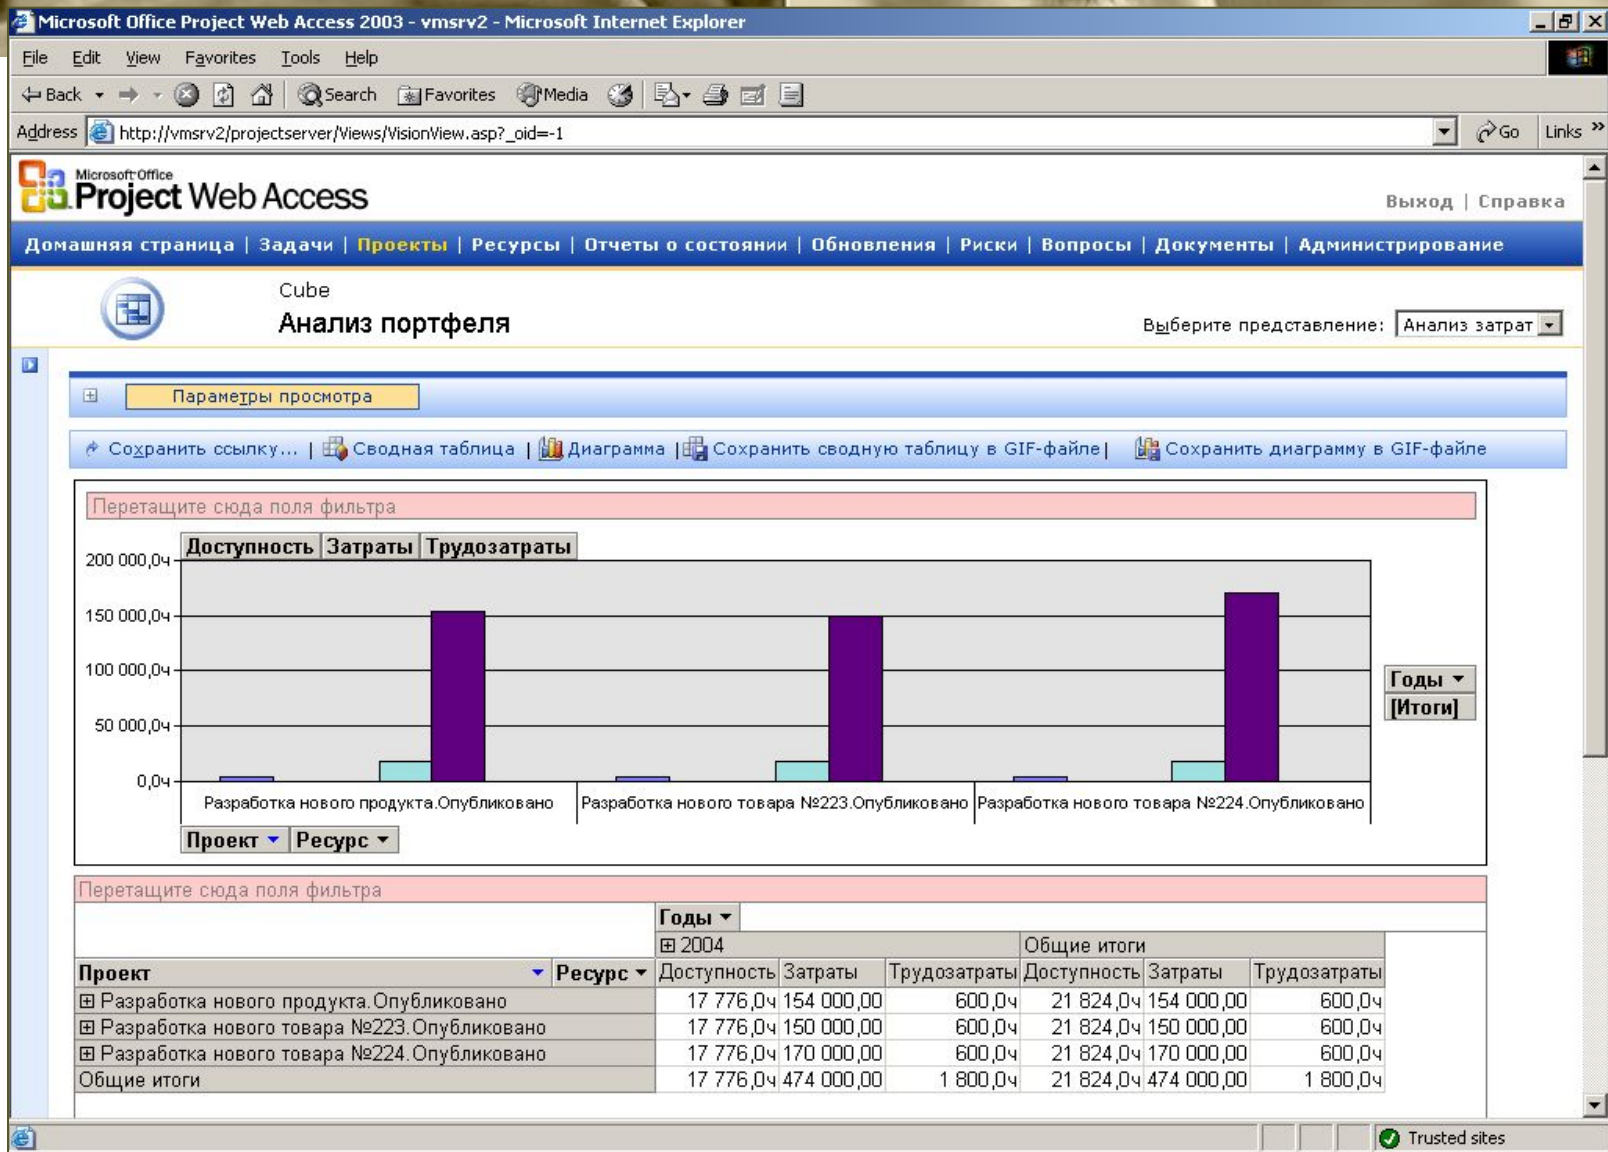 Microsoft Office Project Web Access 2003 - vmsrv2 - Microsoft Internet Explorer
File Edit View Favorites Tools Help
Back Search Favorites Media
Address http://vmsrv2/projectserver/Views/VisionView.asp?_oid=-1 Go Links »
Microsoft Office
Project Web Access
Выход | Справка
Домашняя страница | Задачи | Проекты | Ресурсы | Отчеты о состоянии | Обновления | Риски | Вопросы | Документы | Администрирование
Cube
Анализ портфеля
Выберите представление: Анализ затрат
Параметры просмотра
Сохранить ссылку... | Сводная таблица | Диаграмма | Сохранить сводную таблицу в GIF-файле | Сохранить диаграмму в GIF-файле
Перетащите сюда поля фильтра
Доступность Затраты Трудозатраты
200 000,0ч
150 000,0ч
100 000,0ч
50 000,0ч
0,0ч
Годы
[Итоги]
Разработка нового продукта.Опубликовано Разработка нового товара №223.Опубликовано Разработка нового товара №224.Опубликовано
Проект Ресурс
Перетащите сюда поля фильтра
Годы
2004 Общие итоги
Проект Ресурс Доступность Затраты Трудозатраты Доступность Затраты Трудозатраты
Разработка нового продукта.Опубликовано 17 776,0ч 154 000,00 600,0ч 21 824,0ч 154 000,00 600,0ч
Разработка нового товара №223.Опубликовано 17 776,0ч 150 000,00 600,0ч 21 824,0ч 150 000,00 600,0ч
Разработка нового товара №224.Опубликовано 17 776,0ч 170 000,00 600,0ч 21 824,0ч 170 000,00 600,0ч
Общие итоги 17 776,0ч 474 000,00 1 800,0ч 21 824,0ч 474 000,00 1 800,0ч
Trusted sites